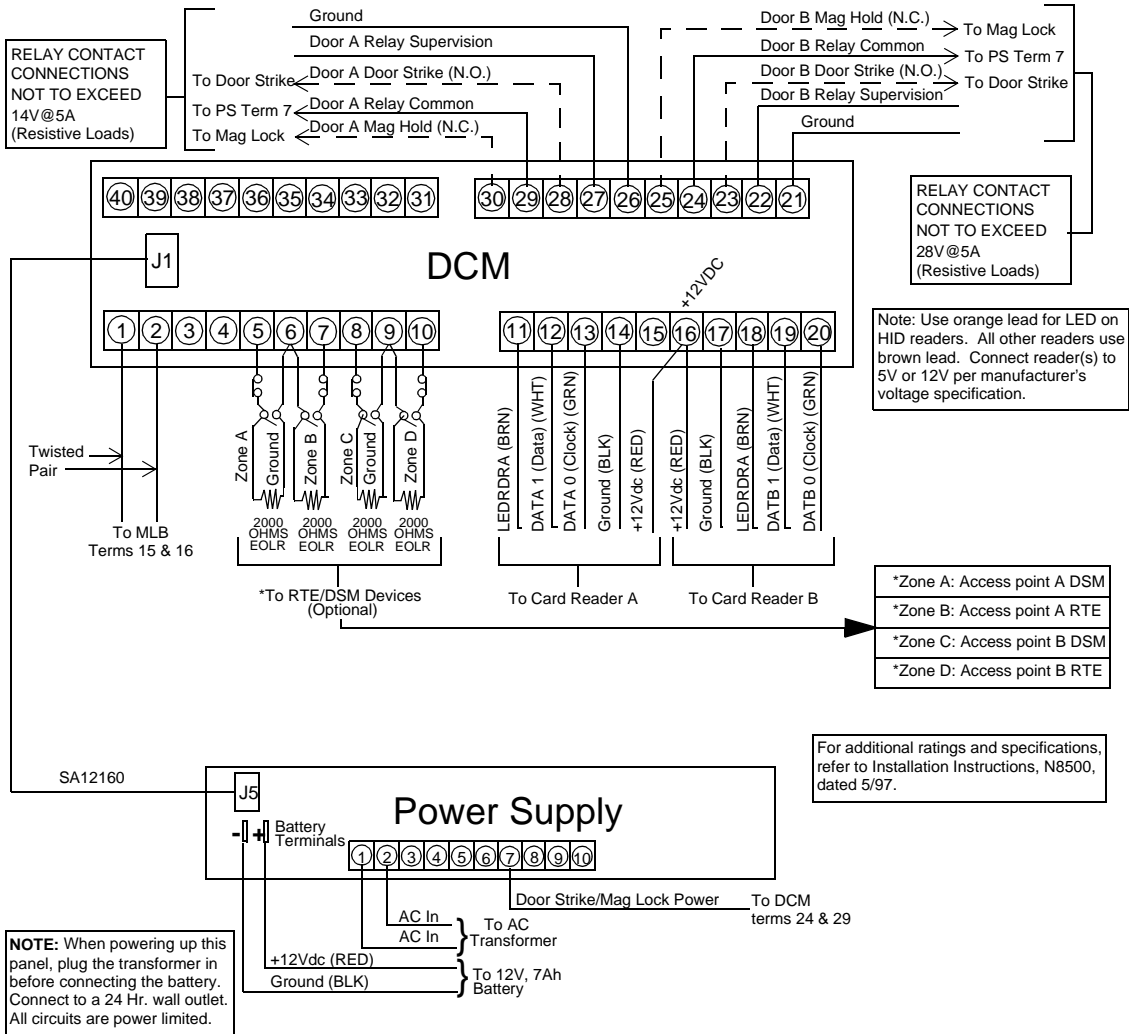 Ground
Door A Relay Supervision
To Door Strike
Door A Door Strike (N.O.)
To PS Term 7
Door A Relay Common
To Mag Lock
Door A Mag Hold (N.C.)
RELAY CONTACT
CONNECTIONS
NOT TO EXCEED
14V@5A
(Resistive Loads)
Door B Mag Hold (N.C.)
To Mag Lock
Door B Relay Common
To PS Term 7
Door B Door Strike (N.O.)
To Door Strike
Door B Relay Supervision
Ground
RELAY CONTACT
CONNECTIONS
NOT TO EXCEED
28V@5A
(Resistive Loads)
40 39 38 37 36 35 34 33 32 31
30 29 28 27 26 25 24 23 22 21
J1
DCM
+12VDC
1 2 3 4 5 6 7 8 9 10
11 12 13 14 15 16 17 18 19 20
Note: Use orange lead for LED on
HID readers. All other readers use
brown lead. Connect reader(s) to
5V or 12V per manufacturer's
voltage specification.
Twisted
Pair
To MLB
Terms 15 & 16
Zone A
Ground
Zone B
Zone C
Ground
Zone D
2000
OHMS
EOLR
2000
OHMS
EOLR
2000
OHMS
EOLR
2000
OHMS
EOLR
*To RTE/DSM Devices
(Optional)
LEDRDRA (BRN)
DATA 1 (Data) (WHT)
DATA 0 (Clock) (GRN)
Ground (BLK)
+12Vdc (RED)
+12Vdc (RED)
Ground (BLK)
LEDRDRA (BRN)
DATB 1 (Data) (WHT)
DATB 0 (Clock) (GRN)
To Card Reader A
To Card Reader B
*Zone A: Access point A DSM
*Zone B: Access point A RTE
*Zone C: Access point B DSM
*Zone D: Access point B RTE
For additional ratings and specifications,
refer to Installation Instructions, N8500,
dated 5/97.
SA12160
J5
Power Supply
- +
Battery
Terminals
1 2 3 4 5 6 7 8 9 10
Door Strike/Mag Lock Power
To DCM
terms 24 & 29
AC In
AC In
To AC
Transformer
+12Vdc (RED)
Ground (BLK)
To 12V, 7Ah
Battery
NOTE: When powering up this
panel, plug the transformer in
before connecting the battery.
Connect to a 24 Hr. wall outlet.
All circuits are power limited.